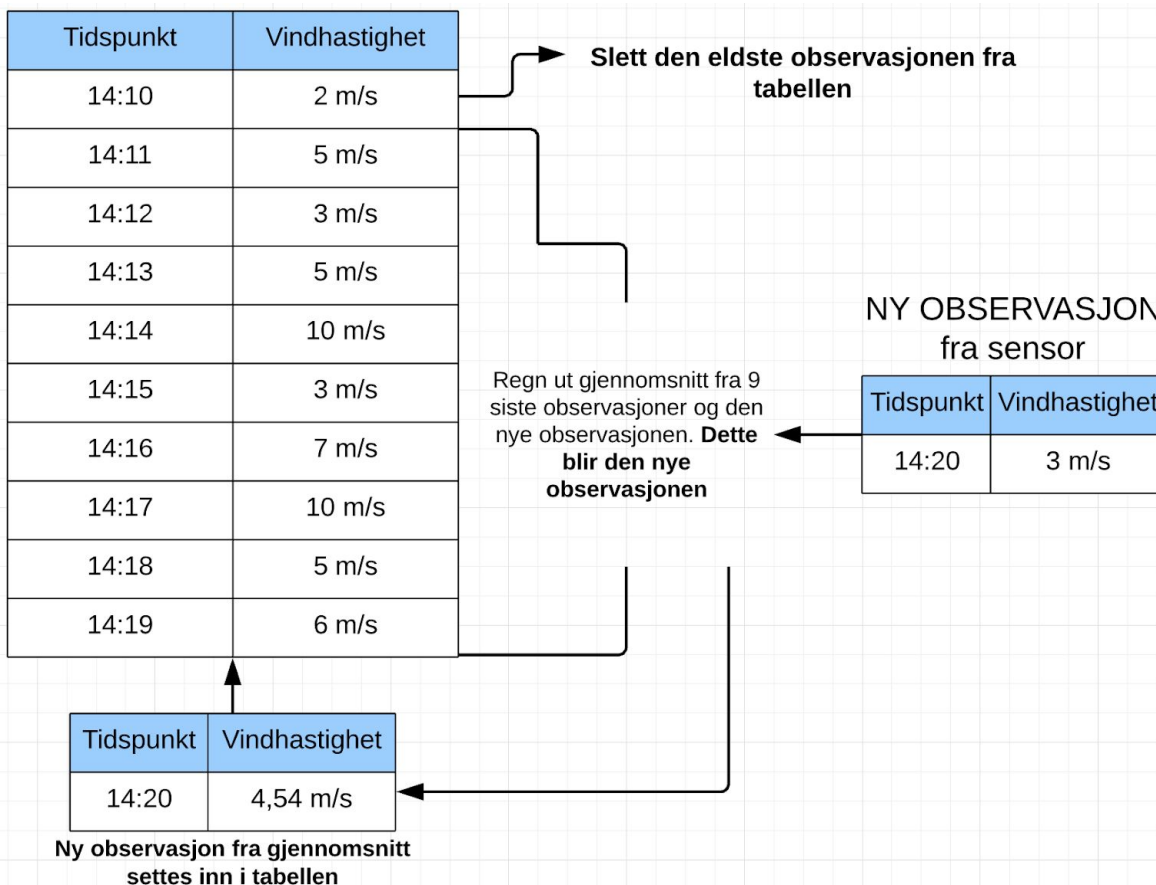 Tidspunkt Vindhastighet
14:10 2 m/s
14:11 5 m/s
14:12 3 m/s
14:13 5 m/s
14:14 10 m/s
14:15 3 m/s
14:16 7 m/s
14:17 10 m/s
14:18 5 m/s
14:19 6 m/s
Slett den eldste observasjonen fra
tabellen
Regn ut gjennomsnitt fra 9
siste observasjoner og den
nye observasjonen. Dette
blir den nye
observasjonen
NY OBSERVASJON
fra sensor
Tidspunkt Vindhastighet
14:20 3 m/s
Tidspunkt Vindhastighet
14:20 4,54 m/s
Ny observasjon fra gjennomsnitt
settes inn i tabellen